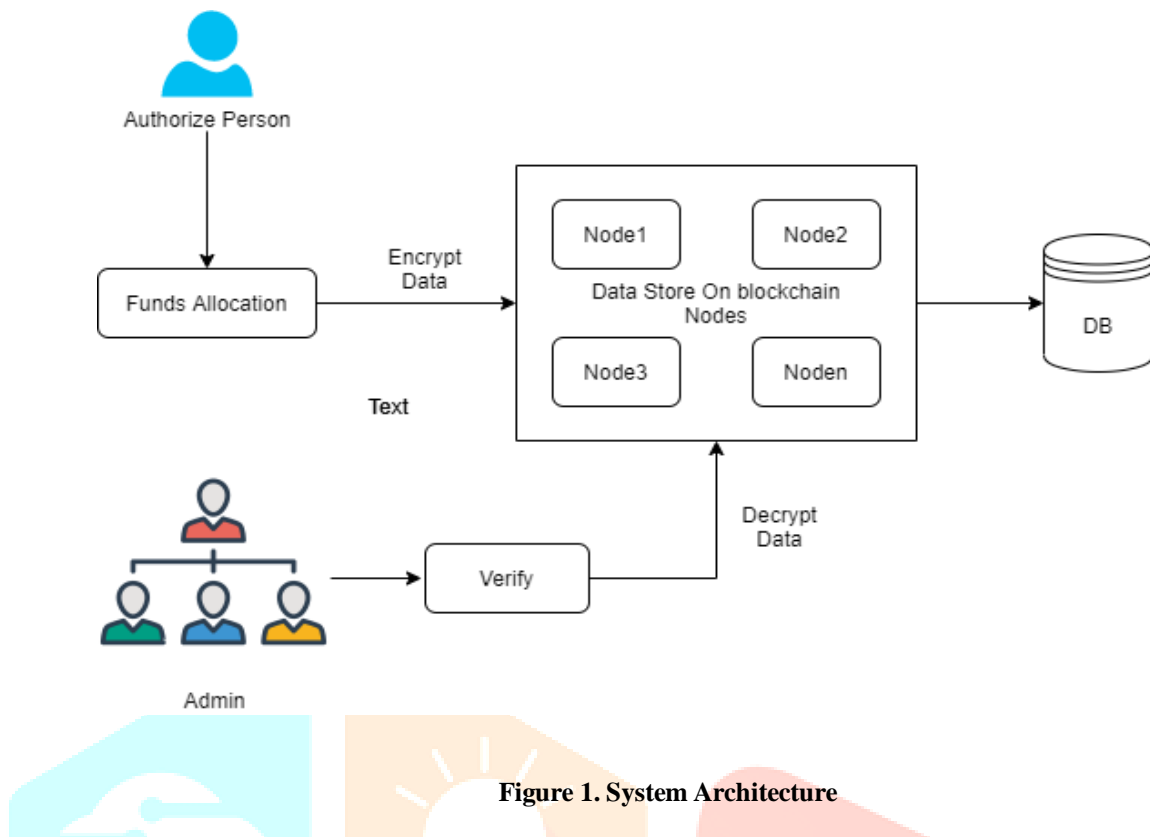 Authorize Person
Node1
Node2
Encrypt
Data
Funds Allocation
Data Store On blockchain
Nodes
DB
Node3
Noden
Text
Decrypt
Data
Verify
Admin
Figure 1. System Architecture